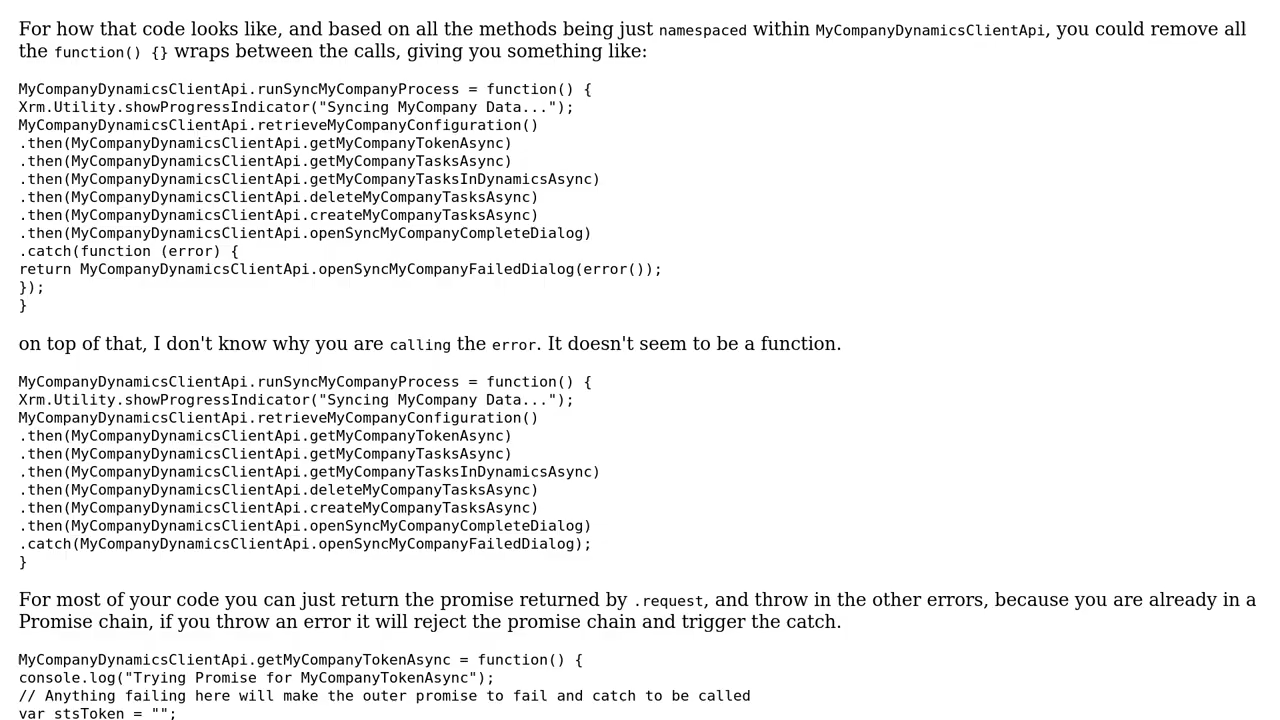 For how that code looks like, and based on all the methods being just namespaced within MyCompanyDynamicsClientApi, you could remove all
the function() {} wraps between the calls, giving you something like:
MyCompanyDynamicsClientApi.runSyncMyCompanyProcess = function() {
Xrm.Utility.showProgressIndicator("Syncing MyCompany Data...");
MyCompanyDynamicsClientApi.retrieveMyCompanyConfiguration()
.then(MyCompanyDynamicsClientApi.getMyCompanyTokenAsync)
.then(MyCompanyDynamicsClientApi.getMyCompanyTasksAsync)
.then(MyCompanyDynamicsClientApi.getMyCompanyTasksInDynamicsAsync)
.then(MyCompanyDynamicsClientApi.deleteMyCompanyTasksAsync)
.then(MyCompanyDynamicsClientApi.createMyCompanyTasksAsync)
.then(MyCompanyDynamicsClientApi.openSyncMyCompanyCompleteDialog)
.catch(function (error) {
return MyCompanyDynamicsClientApi.openSyncMyCompanyFailedDialog(error());
});
}
on top of that, I don't know why you are calling the error. It doesn't seem to be a function.
MyCompanyDynamicsClientApi.runSyncMyCompanyProcess = function() {
Xrm.Utility.showProgressIndicator("Syncing MyCompany Data...");
MyCompanyDynamicsClientApi.retrieveMyCompanyConfiguration()
.then(MyCompanyDynamicsClientApi.getMyCompanyTokenAsync)
.then(MyCompanyDynamicsClientApi.getMyCompanyTasksAsync)
.then(MyCompanyDynamicsClientApi.getMyCompanyTasksInDynamicsAsync)
.then(MyCompanyDynamicsClientApi.deleteMyCompanyTasksAsync)
.then(MyCompanyDynamicsClientApi.createMyCompanyTasksAsync)
.then(MyCompanyDynamicsClientApi.openSyncMyCompanyCompleteDialog)
.catch(MyCompanyDynamicsClientApi.openSyncMyCompanyFailedDialog);
}
For most of your code you can just return the promise returned by .request, and throw in the other errors, because you are already in a
Promise chain, if you throw an error it will reject the promise chain and trigger the catch.
MyCompanyDynamicsClientApi.getMyCompanyTokenAsync = function() {
console.log("Trying Promise for MyCompanyTokenAsync");
// Anything failing here will make the outer promise to fail and catch to be called
var stsToken = "";